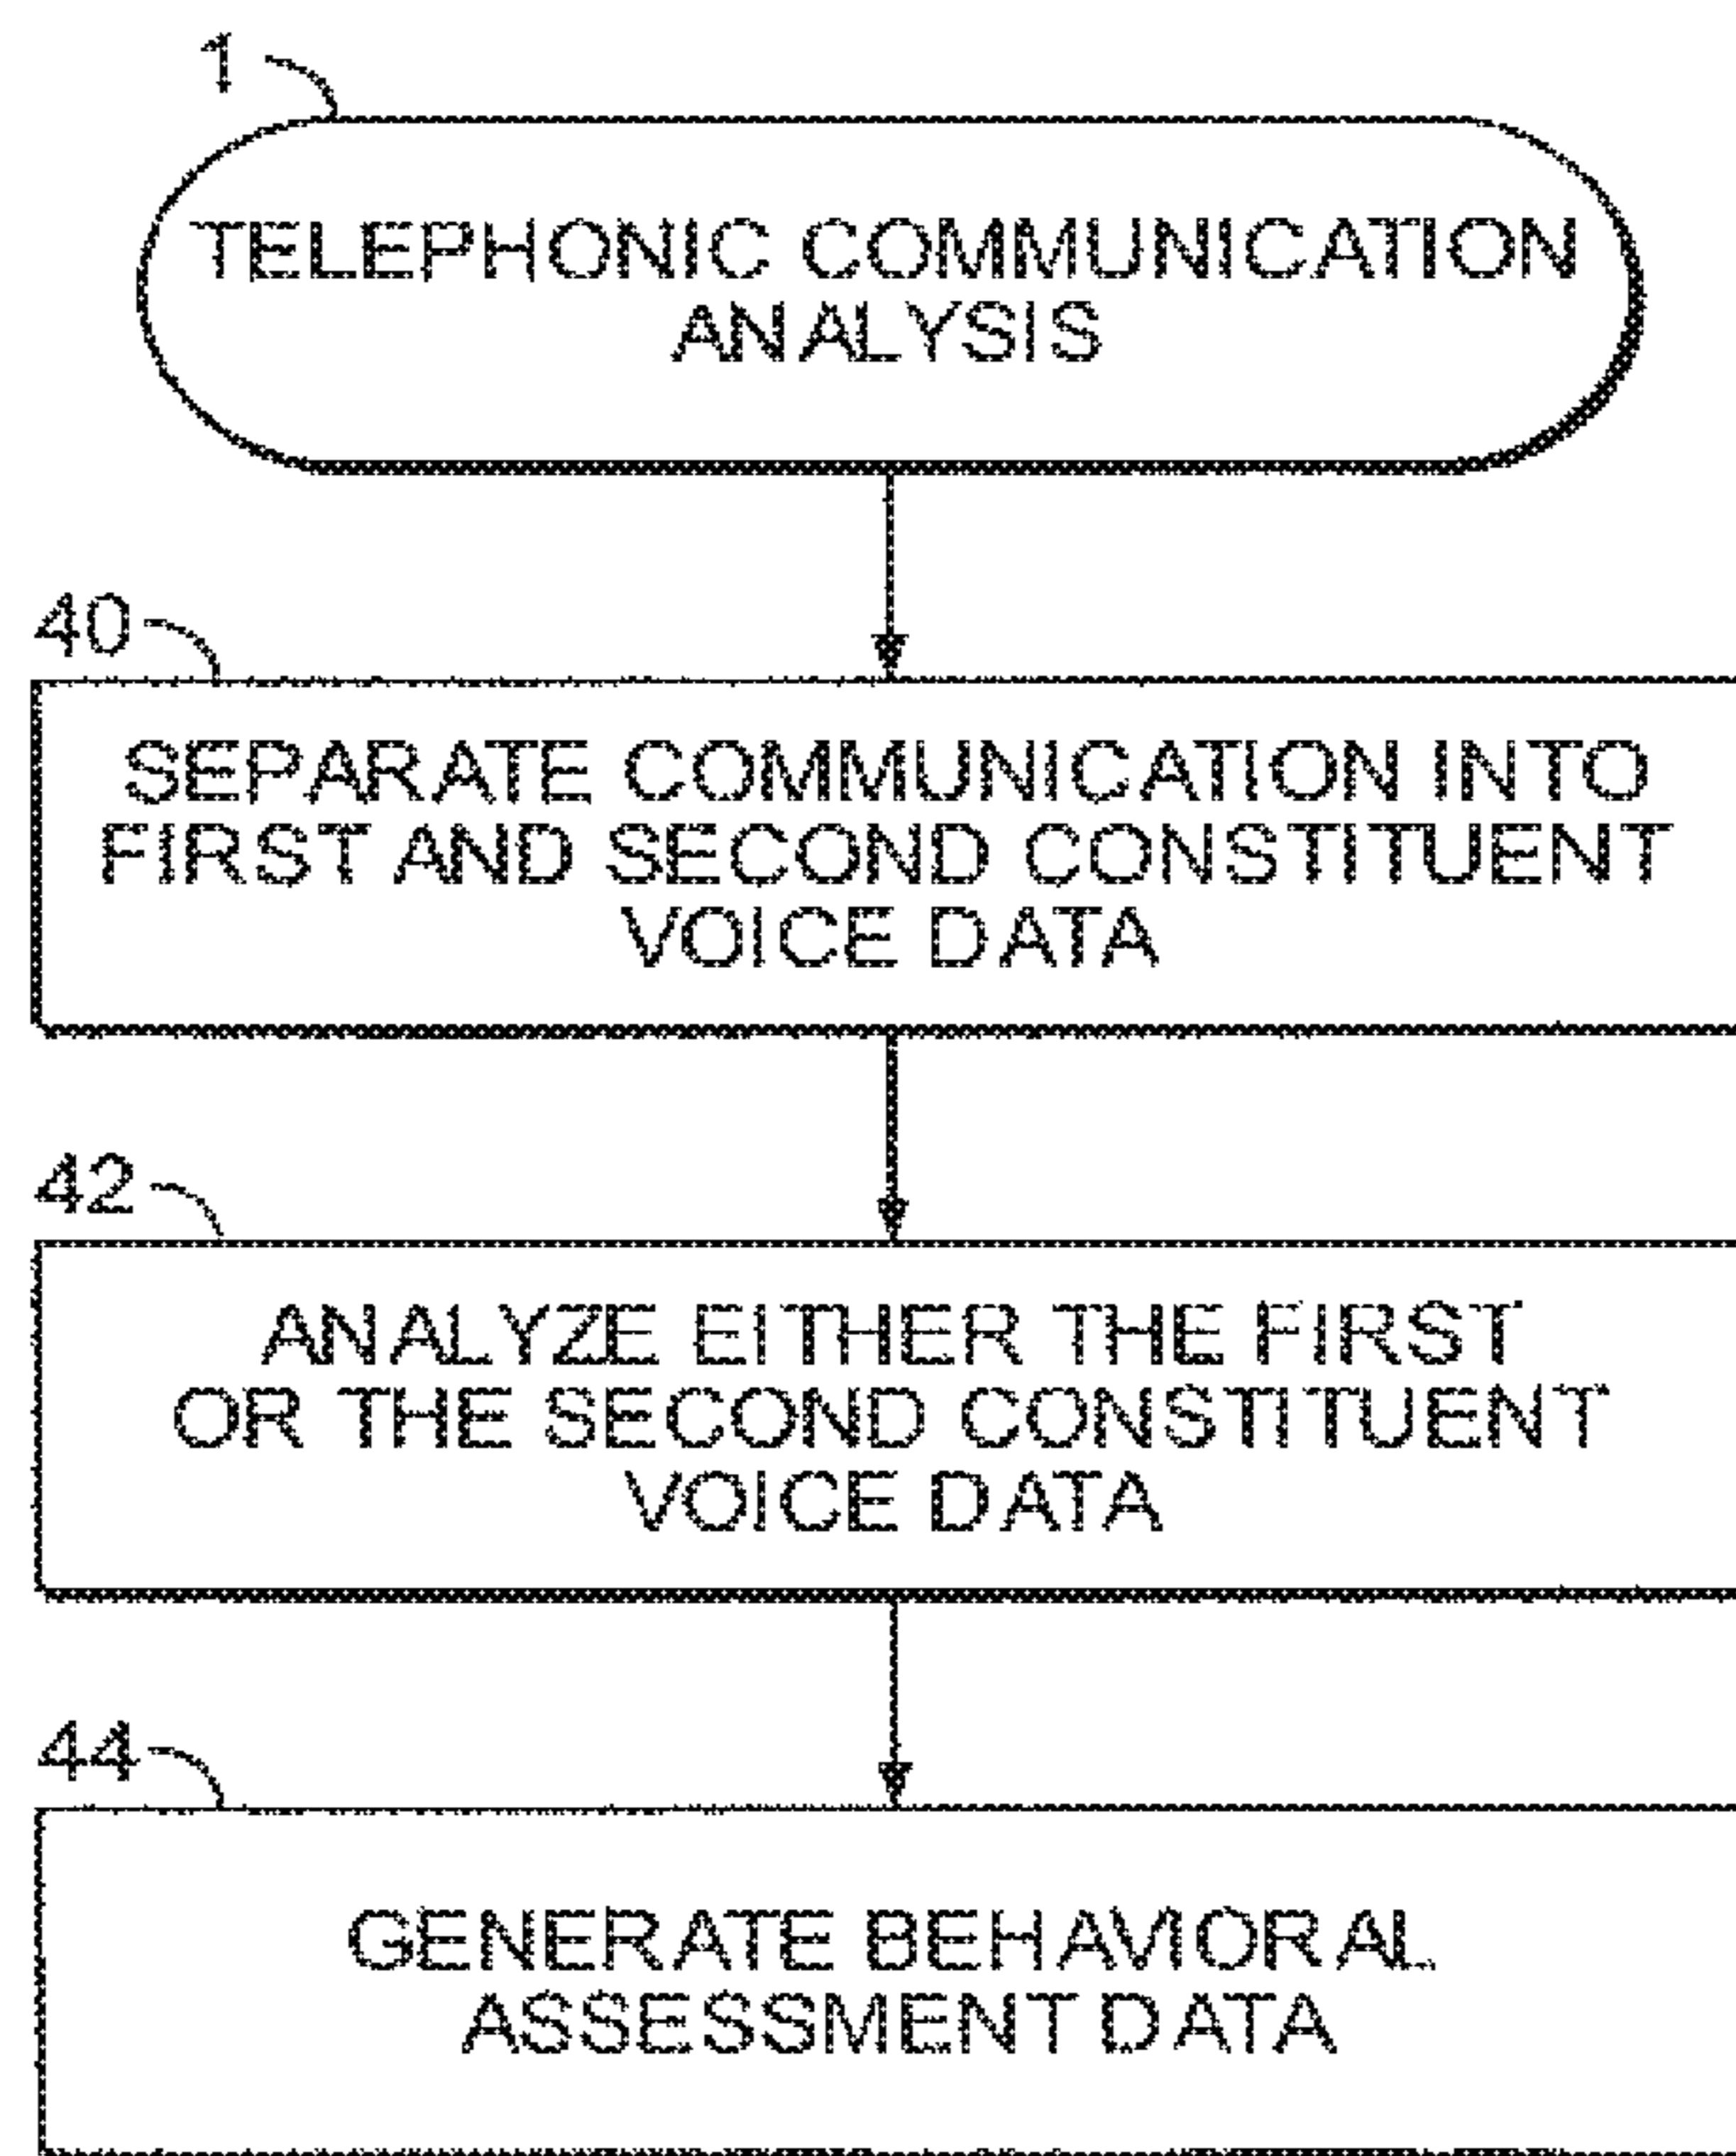 1
TELEPHONIC COMMUNICATION
ANALYSIS
40
SEPARATE COMMUNICATION INTO
FIRST AND SECOND CONSTITUENT
VOICE DATA
42
ANALYZE EITHER THE FIRST
OR THE SECOND CONSTITUENT
VOICE DATA
44
GENERATE BEHAVIORAL
ASSESSMENT DATA